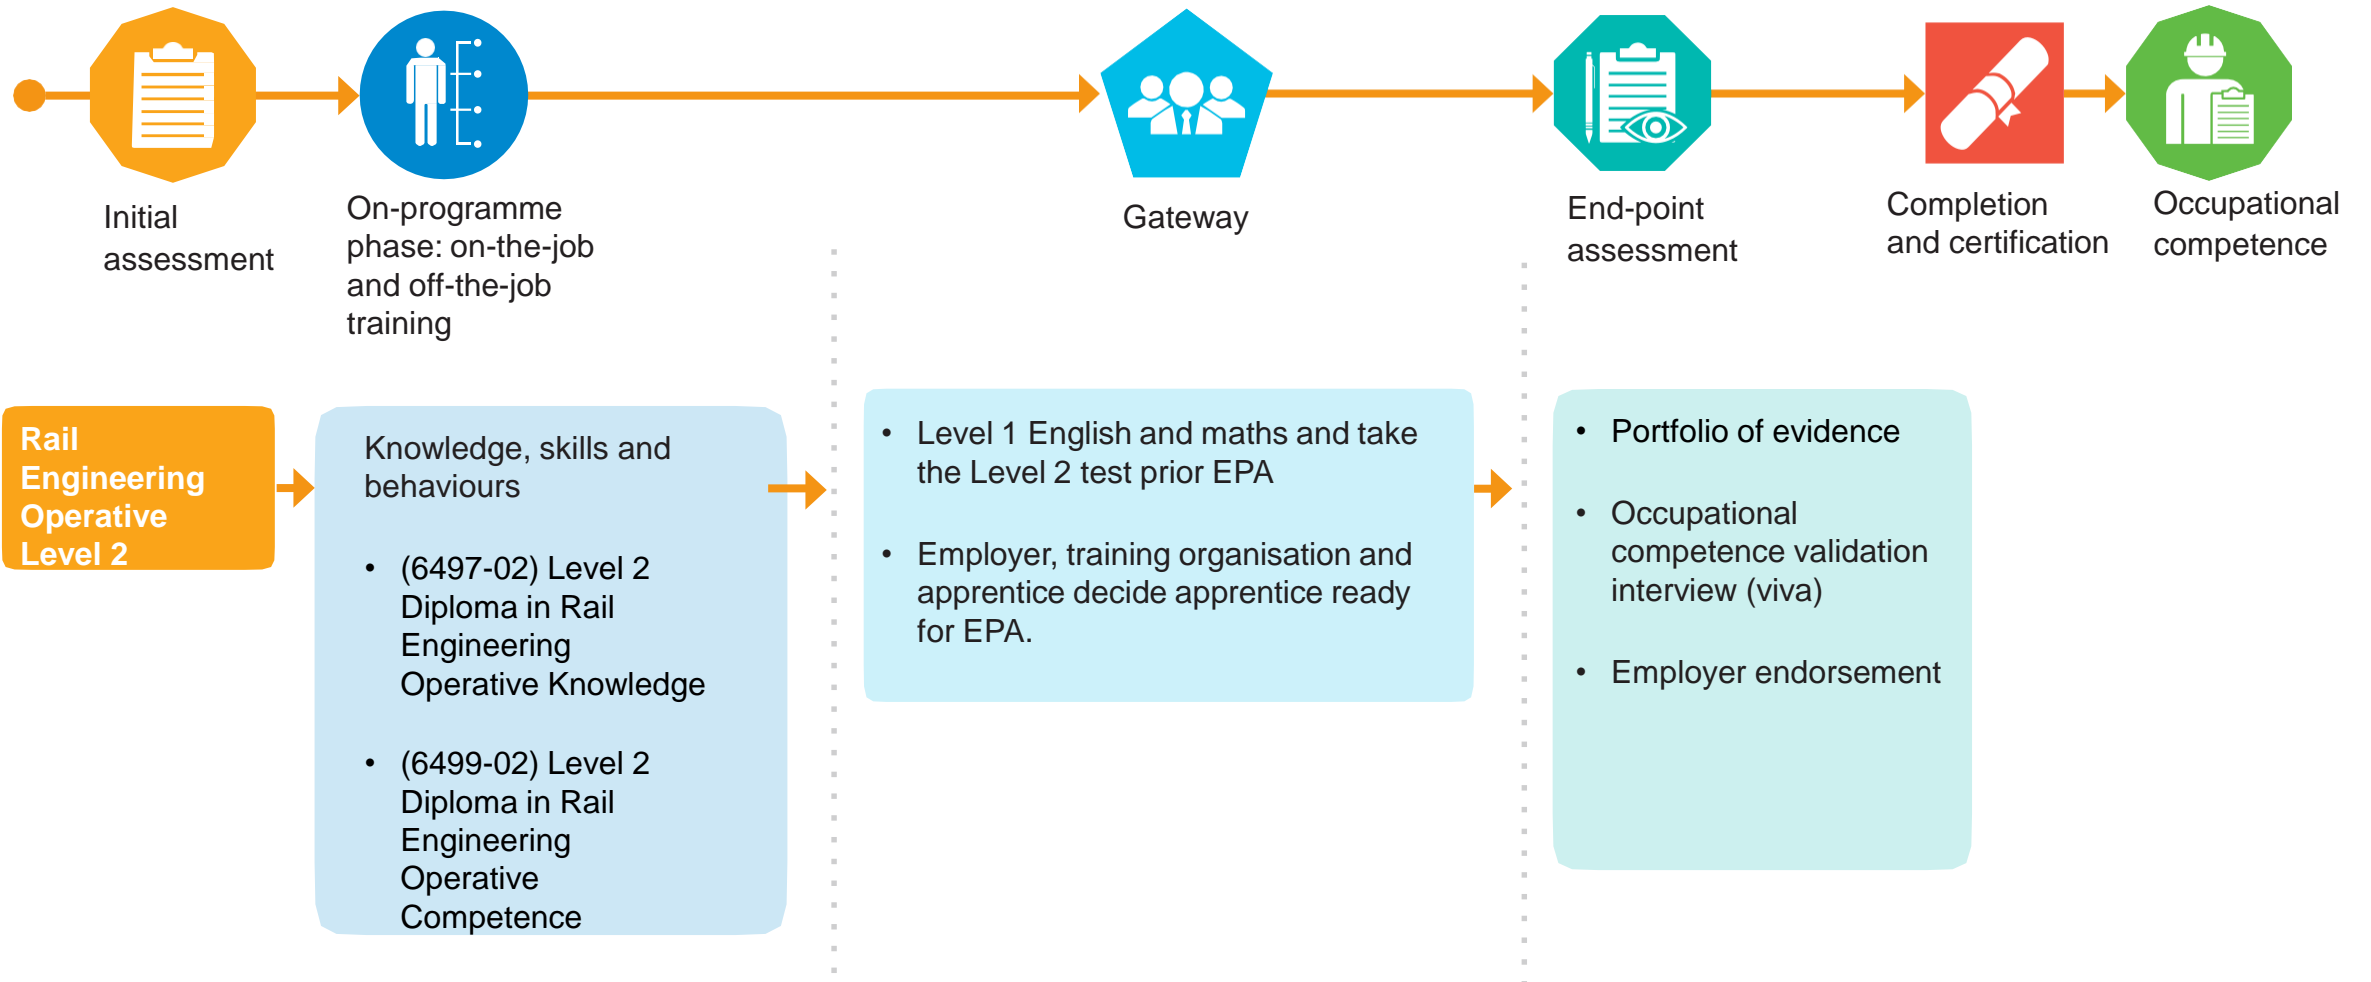 Initial
assessment
On-programme
phase: on-the-job
and off-the-job
training
Gateway
End-point
assessment
Completion
and certification
Occupational
competence
Rail
Engineering
Operative
Level 2
Knowledge, skills and
behaviours
• (6497-02) Level 2
Diploma in Rail
Engineering
Operative Knowledge
• (6499-02) Level 2
Diploma in Rail
Engineering
Operative
Competence
• Level 1 English and maths and take
the Level 2 test prior EPA
• Employer, training organisation and
apprentice decide apprentice ready
for EPA.
• Portfolio of evidence
• Occupational
competence validation
interview (viva)
• Employer endorsement